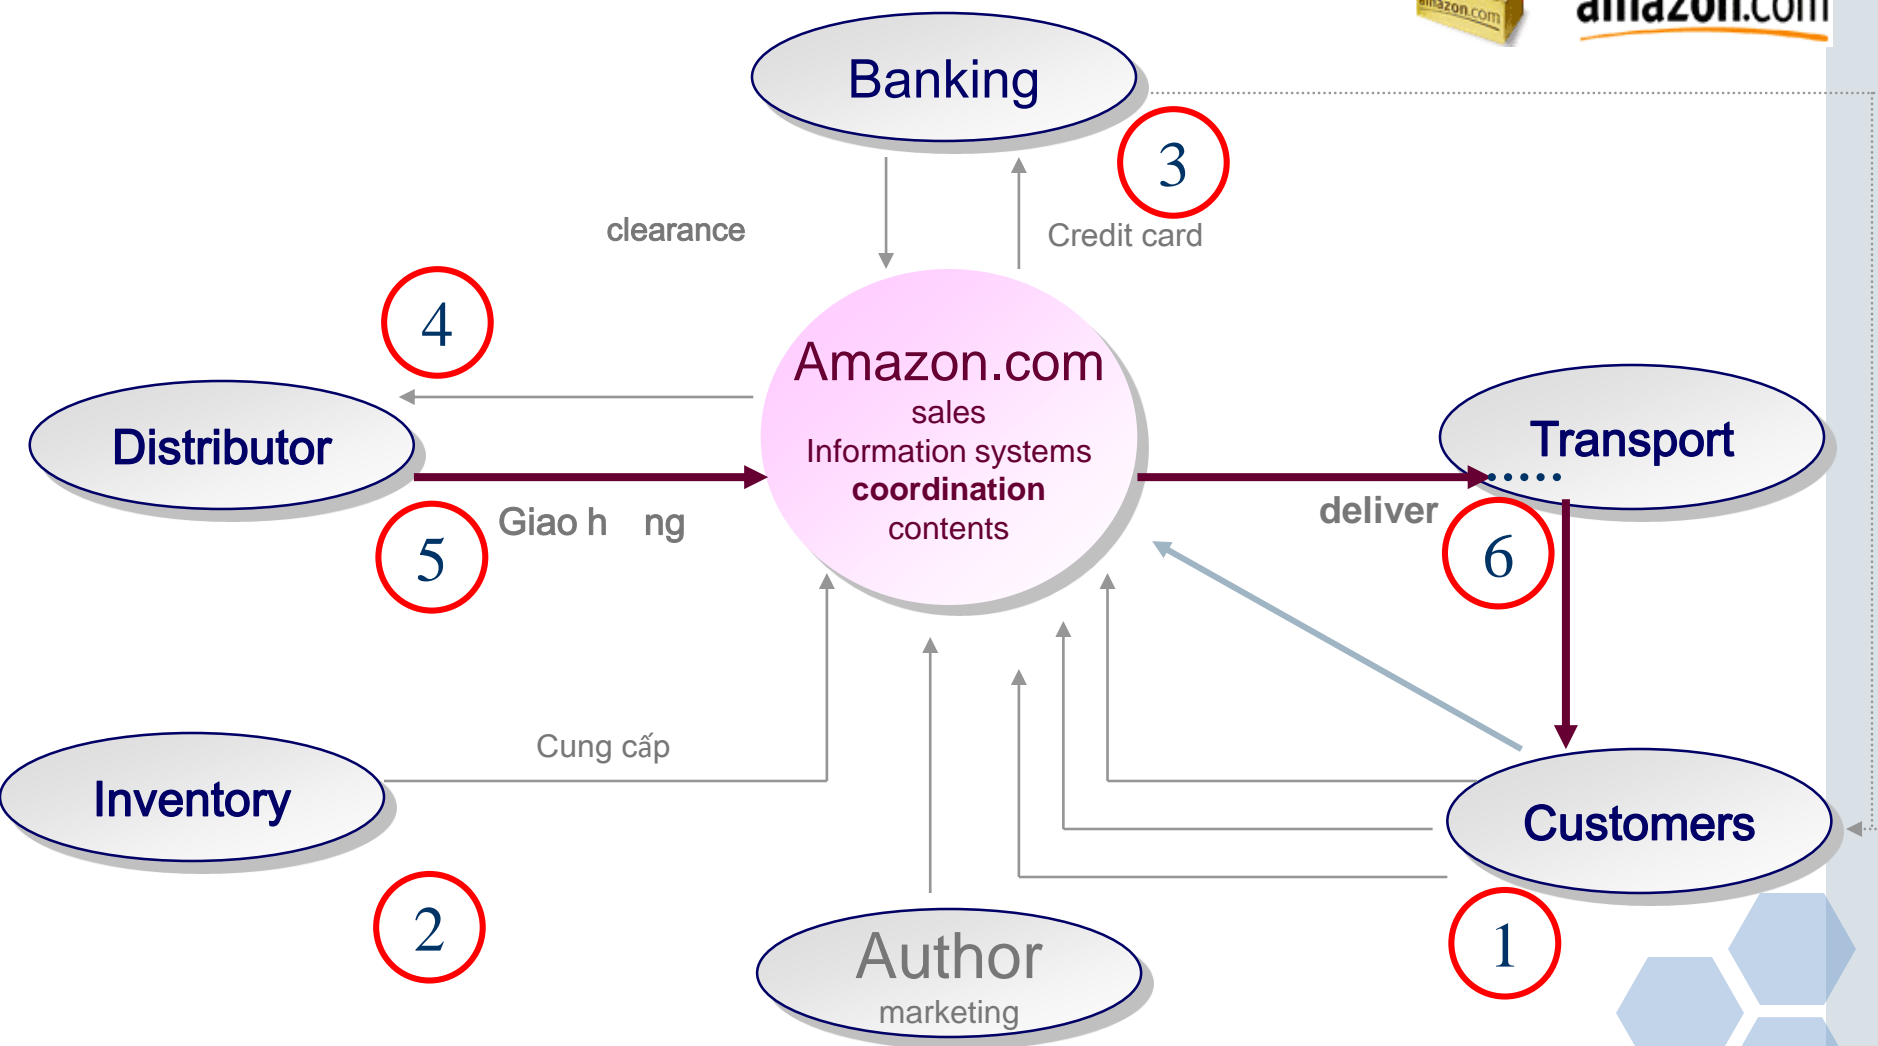 amazon.com
amazon.com
Banking
3
clearance
Credit card
4
Amazon.com
sales
Information systems
coordination
contents
Distributor
Transport
5
Giao h ng
deliver
6
Cung cấp
Inventory
Customers
2
Author
marketing
1